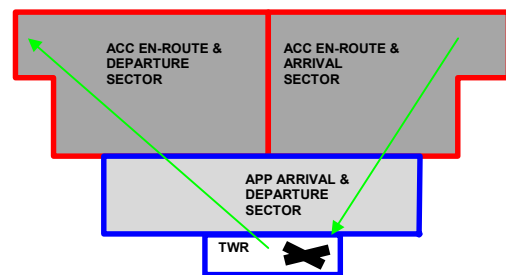 ACC EN-ROUTE &
DEPARTURE
SECTOR
ACC EN-ROUTE &
ARRIVAL
SECTOR
APP ARRIVAL &
DEPARTURE
SECTOR
TWR